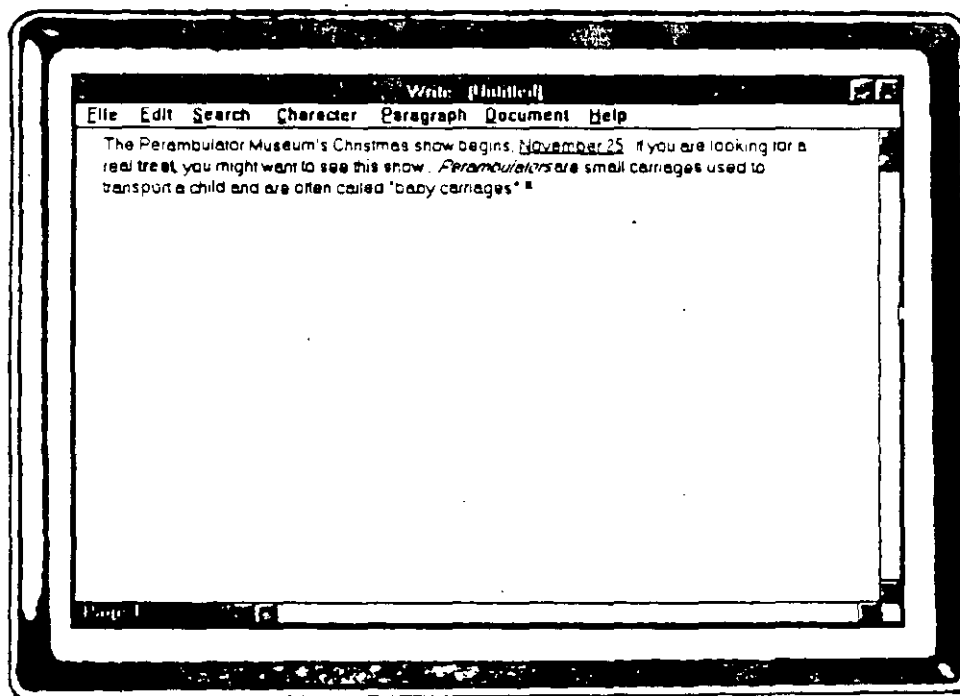 Write - [Untitled]
File Edit Search Character Paragraph Document Help
The Perambulator Museum's Christmas show begins, November 25. If you are looking for a
real treat, you might want to see this show. Perambulators are small carriages used to
transport a child and are often called "baby carriages"
Page 1